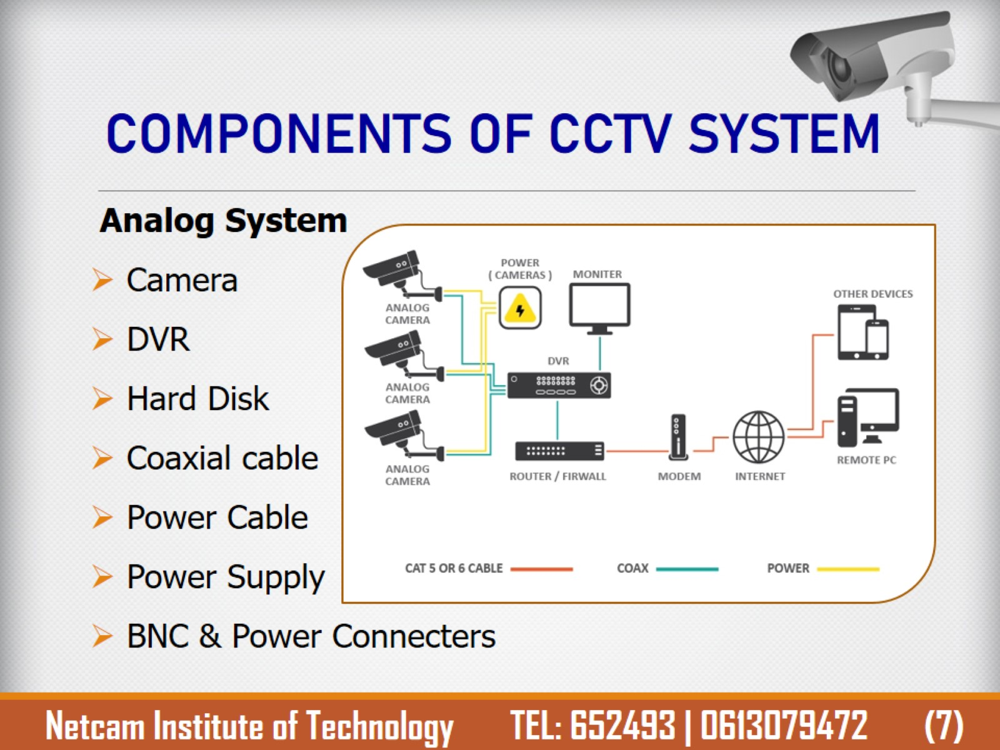 COMPONENTS OF CCTV SYSTEM
Analog System
Camera
DVR
Hard Disk
Coaxial cable
Power Cable
Power Supply
BNC & Power Connecters
POWER
( CAMERAS )
MONITER
OTHER DEVICES
ANALOG
CAMERA
DVR
ANALOG
CAMERA
REMOTE PC
ANALOG
CAMERA
ROUTER / FIRWALL
MODEM
INTERNET
CAT 5 OR 6 CABLE
COAX
POWER
Netcam Institute of Technology
TEL: 652493 | 0613079472
(7)